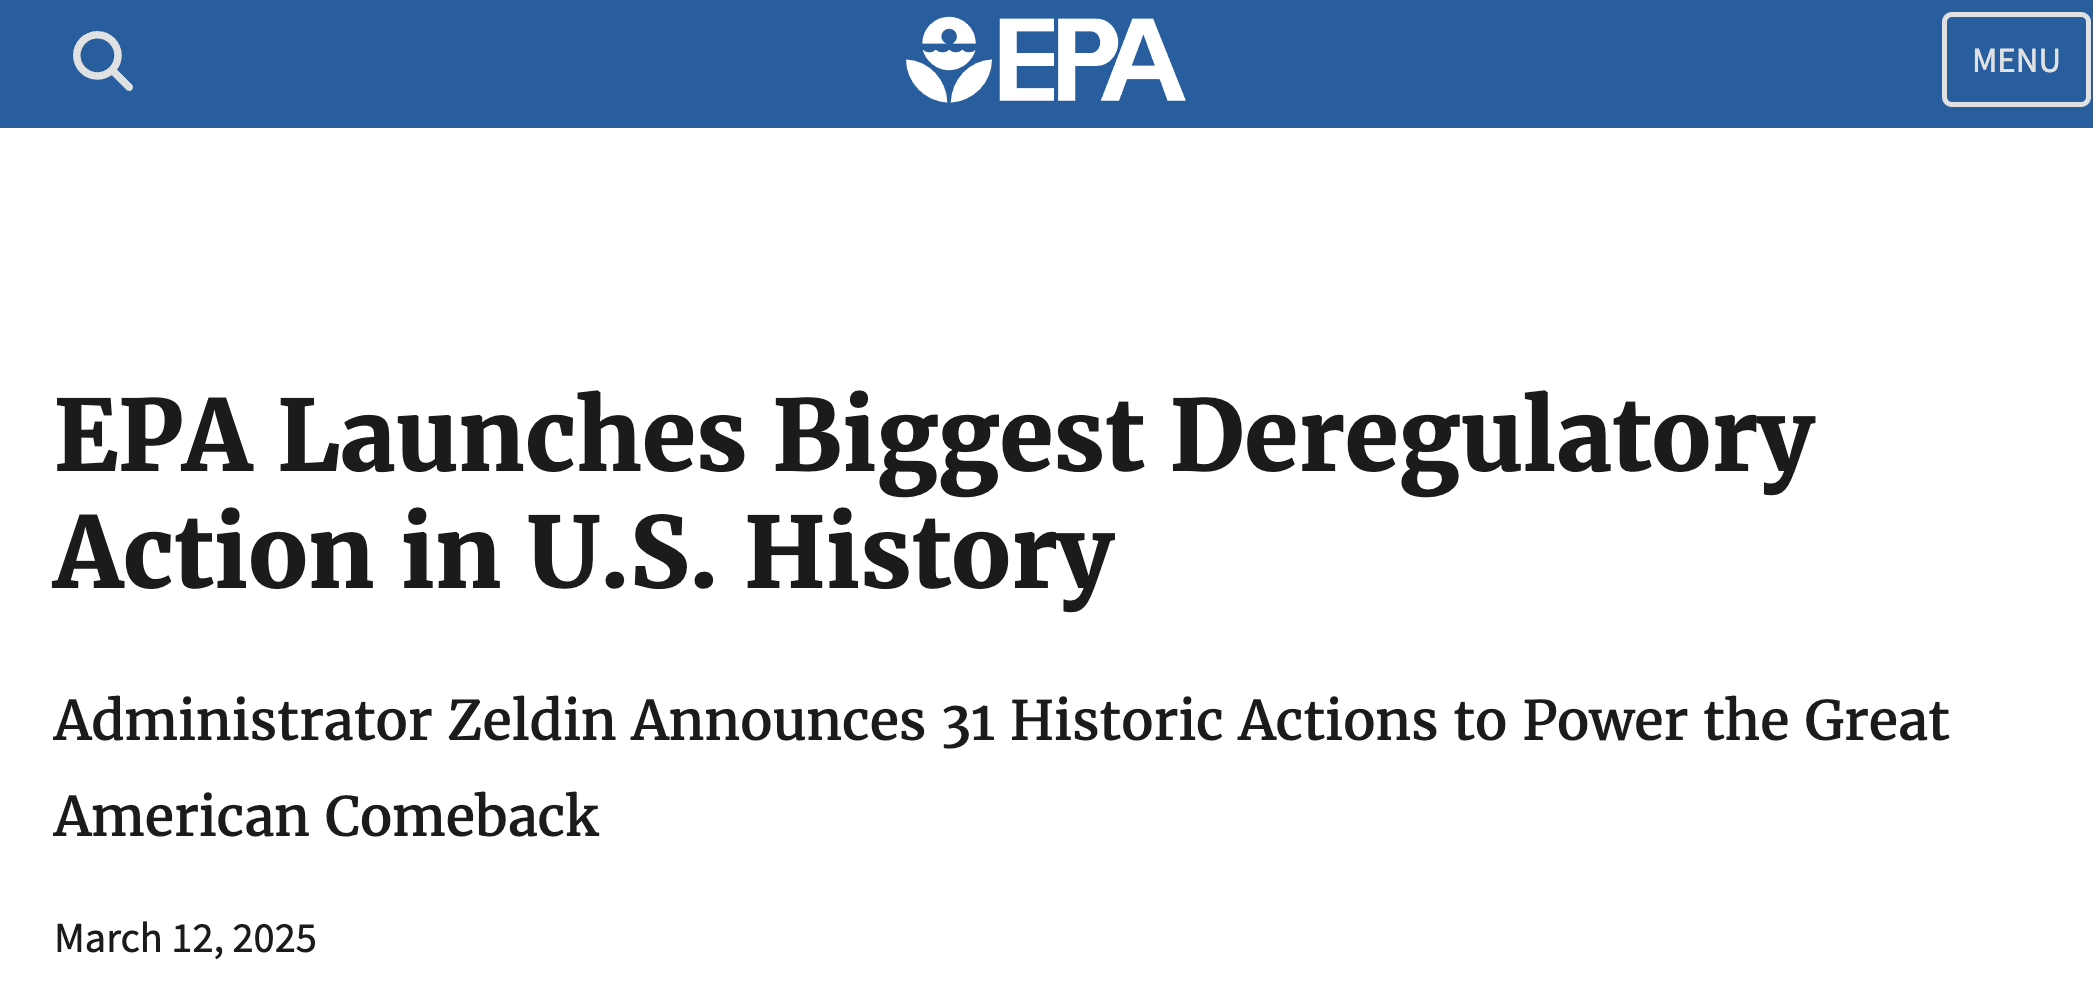 EPA
MENU
EPA Launches Biggest Deregulatory
Action in U.S. History
Administrator Zeldin Announces 31 Historic Actions to Power the Great
American Comeback
March 12, 2025